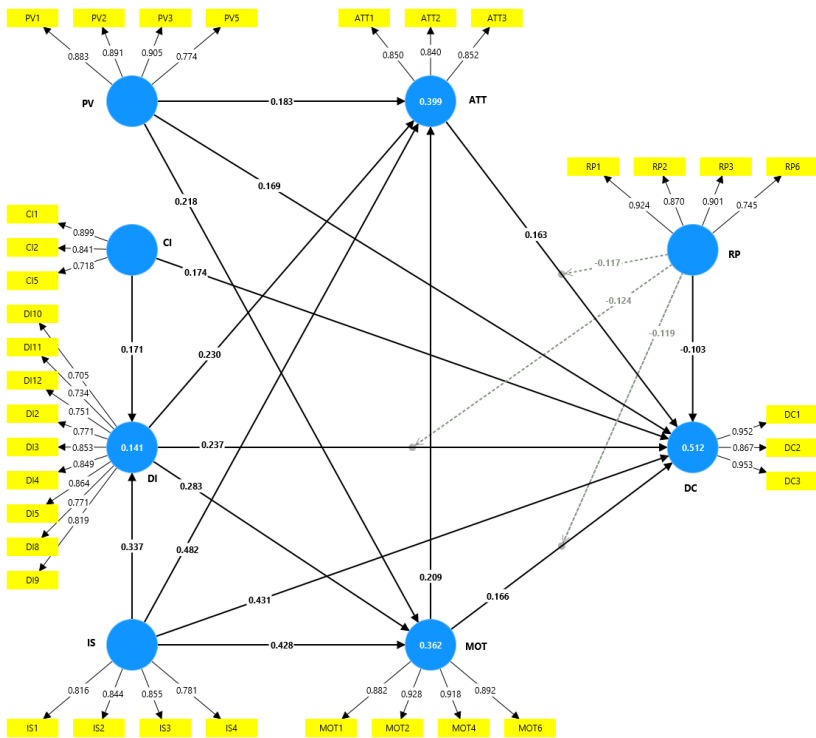 PV1 PV2 PV3 PV5 ATT1 ATT2 ATT3
0.883 0.891 0.905 0.774 0.850 0.840 0.852
PV 0.183 0.399 ATT
RP1 RP2 RP3 RP6
0.169
0.218
0.924 0.870 0.901 0.745
CI1
0.899
CI
CI2 0.841
0.163
RP
-0.117
0.718
0.174
CI5
-0.124
DI10
-0.119
DI11 0.171 -0.103
0.230
0.705
DI12 0.734
0.751
DI2 0.771 0.952 DC1
DI3 0.853 0.141 0.237 0.512 0.867 DC2
DI4 0.849 DI 0.953 DC3
0.864 0.283 DC
DI5 0.771
0.819
DI8
0.337 0.482
DI9 0.209
0.431 0.166
IS 0.428 0.362 MOT
0.816 0.844 0.855 0.781 0.882 0.928 0.918 0.892
IS1 IS2 IS3 IS4 MOT1 MOT2 MOT4 MOT6